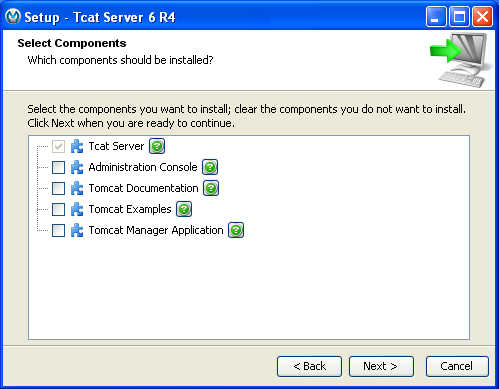 Setup - Tcat Server 6 R4
Select Components
Which components should be installed?
Select the components you want to install; clear the components you do not want to install.
Click Next when you are ready to continue.
Tcat Server ?
Administration Console ?
Tomcat Documentation ?
Tomcat Examples ?
Tomcat Manager Application ?
< Back Next > Cancel